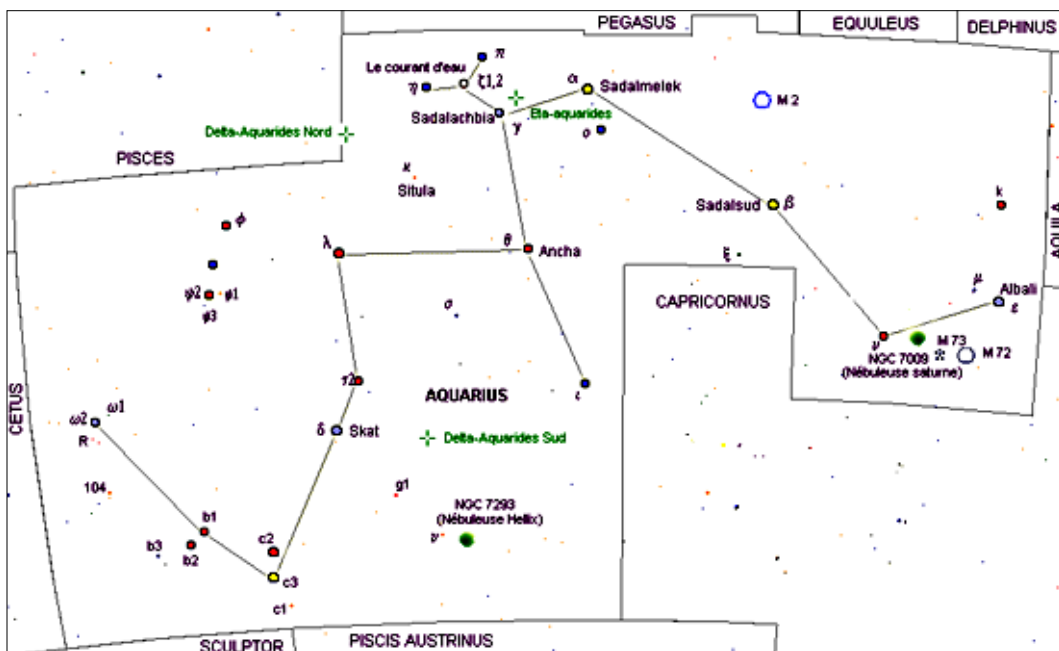 PEGASUS
EQUULEUS
DELPHINUS
π
Le courant d'eau
ζ1,2
η
α
Sadalmelek
M 2
Sadalachbia
γ
Eta-aquarides
ο
Delta-Aquarides Nord
PISCES
κ
Situla
Sadalsud
β
k
AQUILA
ϕ
λ
θ
Ancha
ξ
ψ2
ψ1
ψ3
σ
CAPRICORNUS
μ
Albali
ε
ν
M 73
M 72
NGC 7009
(Nébuleuse saturne)
CETUS
τ2
AQUARIUS
ι
ω2
ω1
R
δ
Skat
Delta-Aquarides Sud
104
g1
NGC 7293
(Nébuleuse Hellix)
υ
b1
b3
b2
c2
c3
c1
SCULPTOR
PISCIS AUSTRINUS